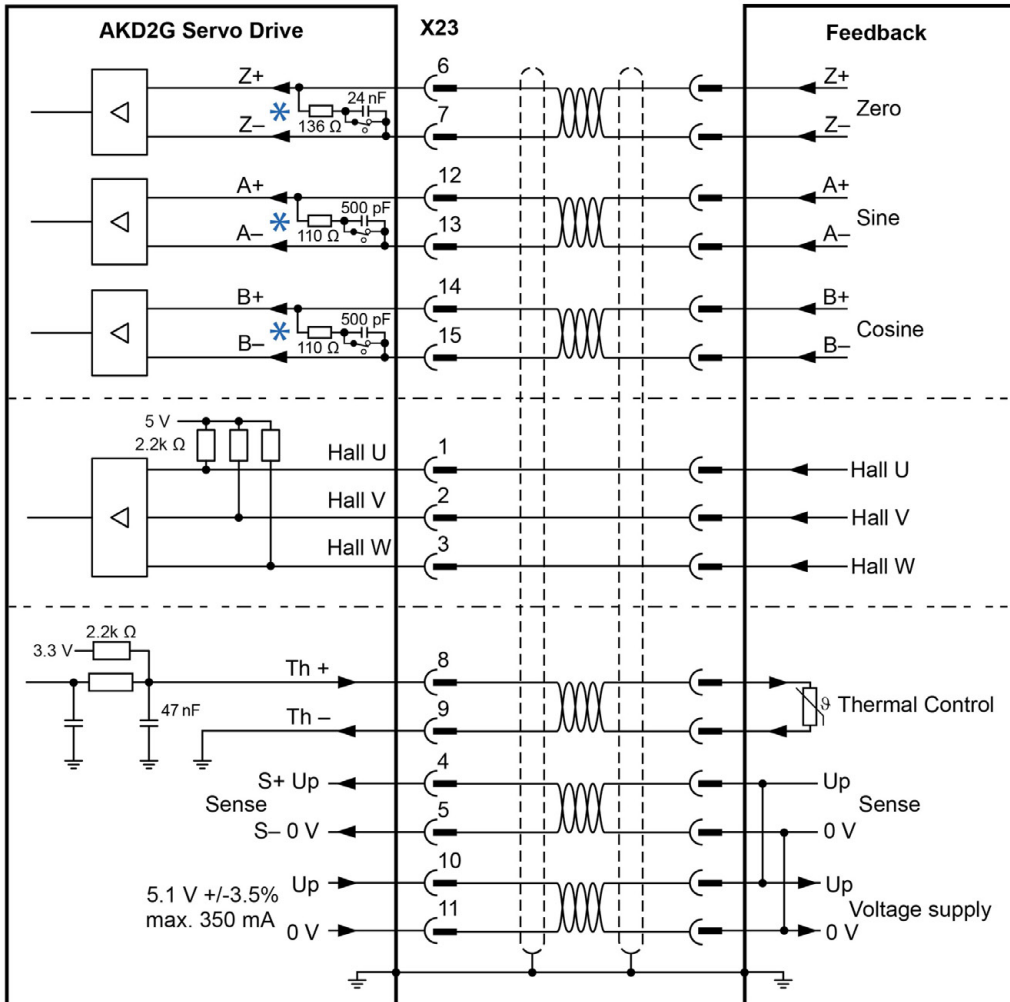 AKD2G Servo Drive X23 Feedback
Z+ 6 Z+
24 nF Zero
* 136 Ω
Z– 7 Z–
A+ 12 A+
500 pF Sine
* 110 Ω
A– 13 A–
B+ 14 B+
500 pF Cosine
* 110 Ω
B– 15 B–
5 V
2.2k Ω
Hall U 1 Hall U
Hall V 2 Hall V
Hall W 3 Hall W
2.2k Ω
3.3 V
Th + 8
47 nF ϑ Thermal Control
Th – 9
S+ Up 4 Up
Sense Sense
S– 0 V 5 0 V
10
Up Up
5.1 V +/-3.5%
max. 350 mA Voltage supply
11
0 V 0 V